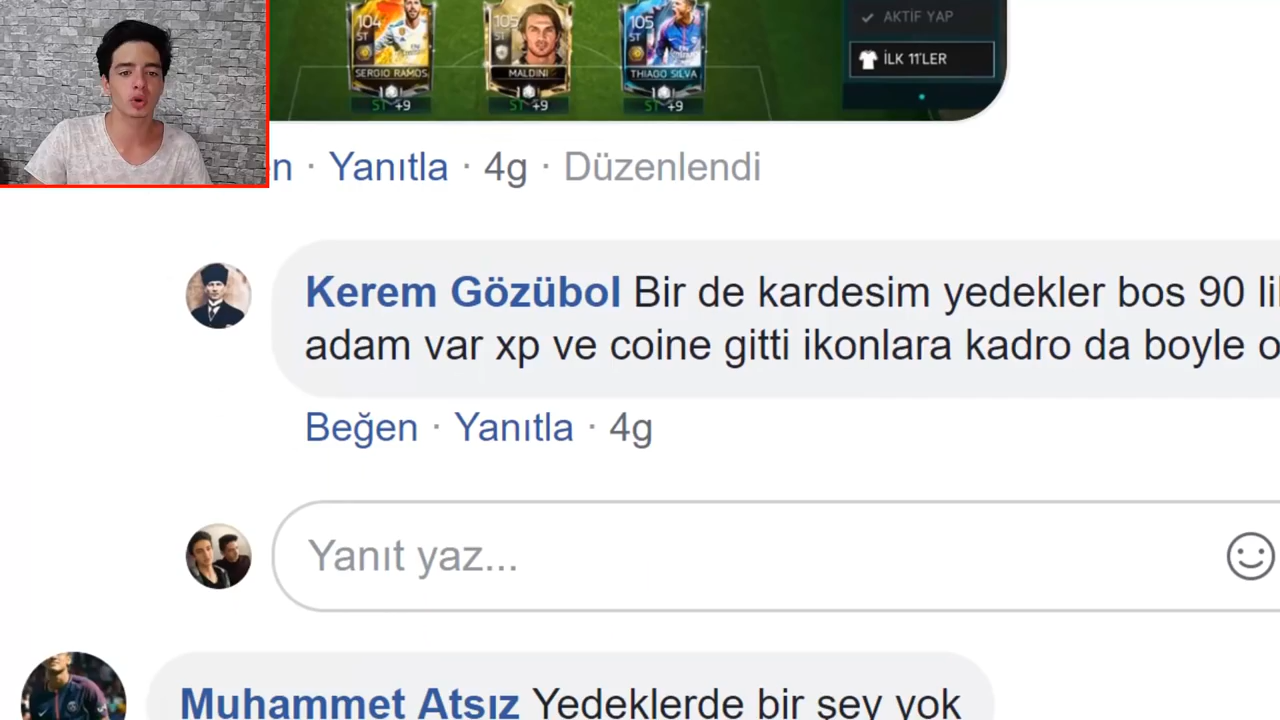 104 105 105
ST ST ST
SERGIO RAMOS MALDINI THIAGO SILVA
ST +9 ST +9 ST +9
AKTİF YAP
İLK 11'LER
n · Yanıtla · 4g · Düzenlendi
Kerem Gözübol Bir de kardesim yedekler bos 90 li
adam var xp ve coine gitti ikonlara kadro da boyle o
Beğen · Yanıtla · 4g
Yanıt yaz...
Muhammet Atsız Yedeklerde bir şey yok